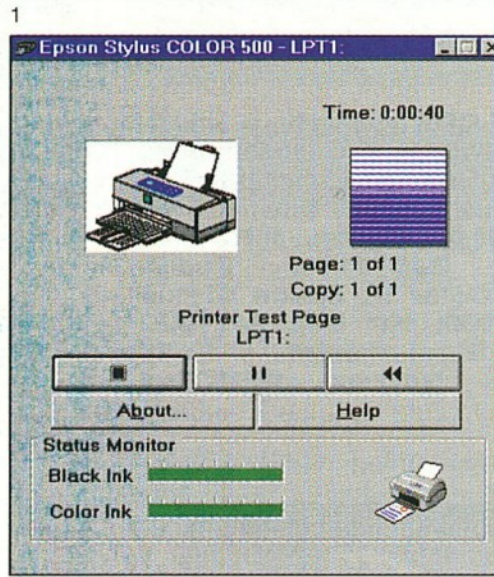 1
Epson Stylus COLOR 500 - LPT1:
Time: 0:00:40
Page: 1 of 1
Copy: 1 of 1
Printer Test Page
LPT1:
About...
Help
Status Monitor
Black Ink
Color Ink